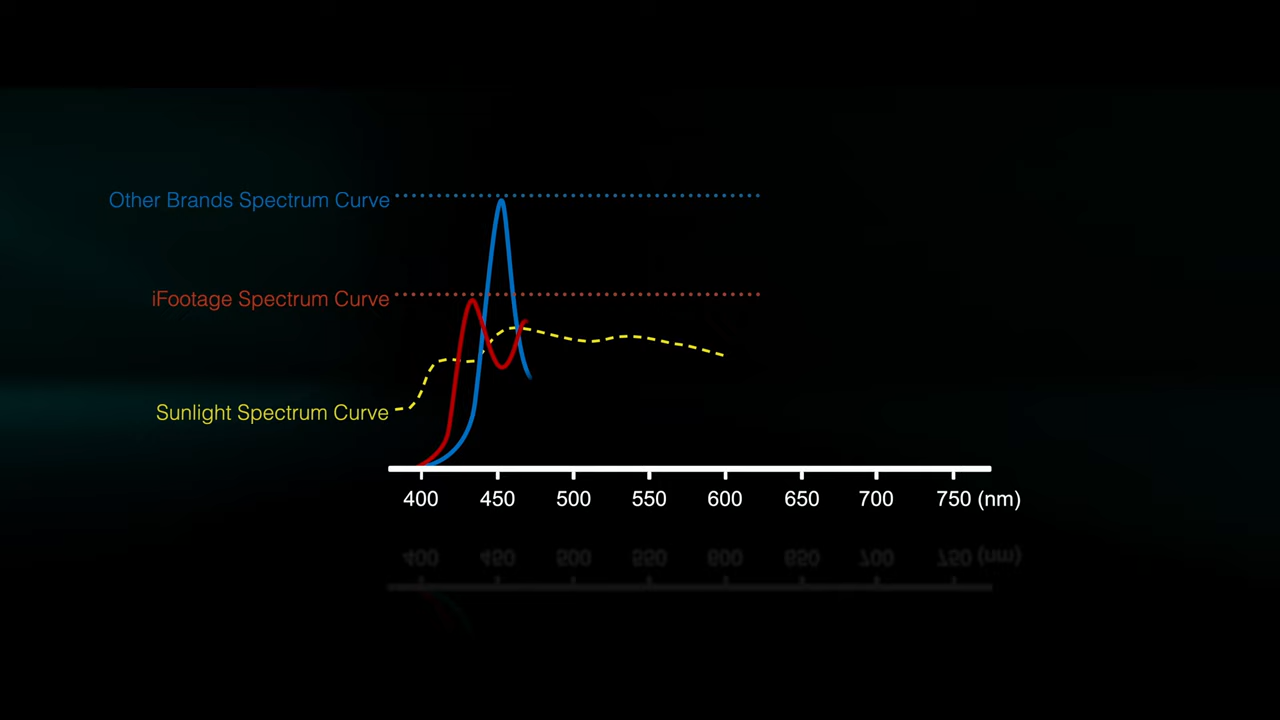 Other Brands Spectrum Curve
iFootage Spectrum Curve
Sunlight Spectrum Curve
400 450 500 550 600 650 700 750 (nm)